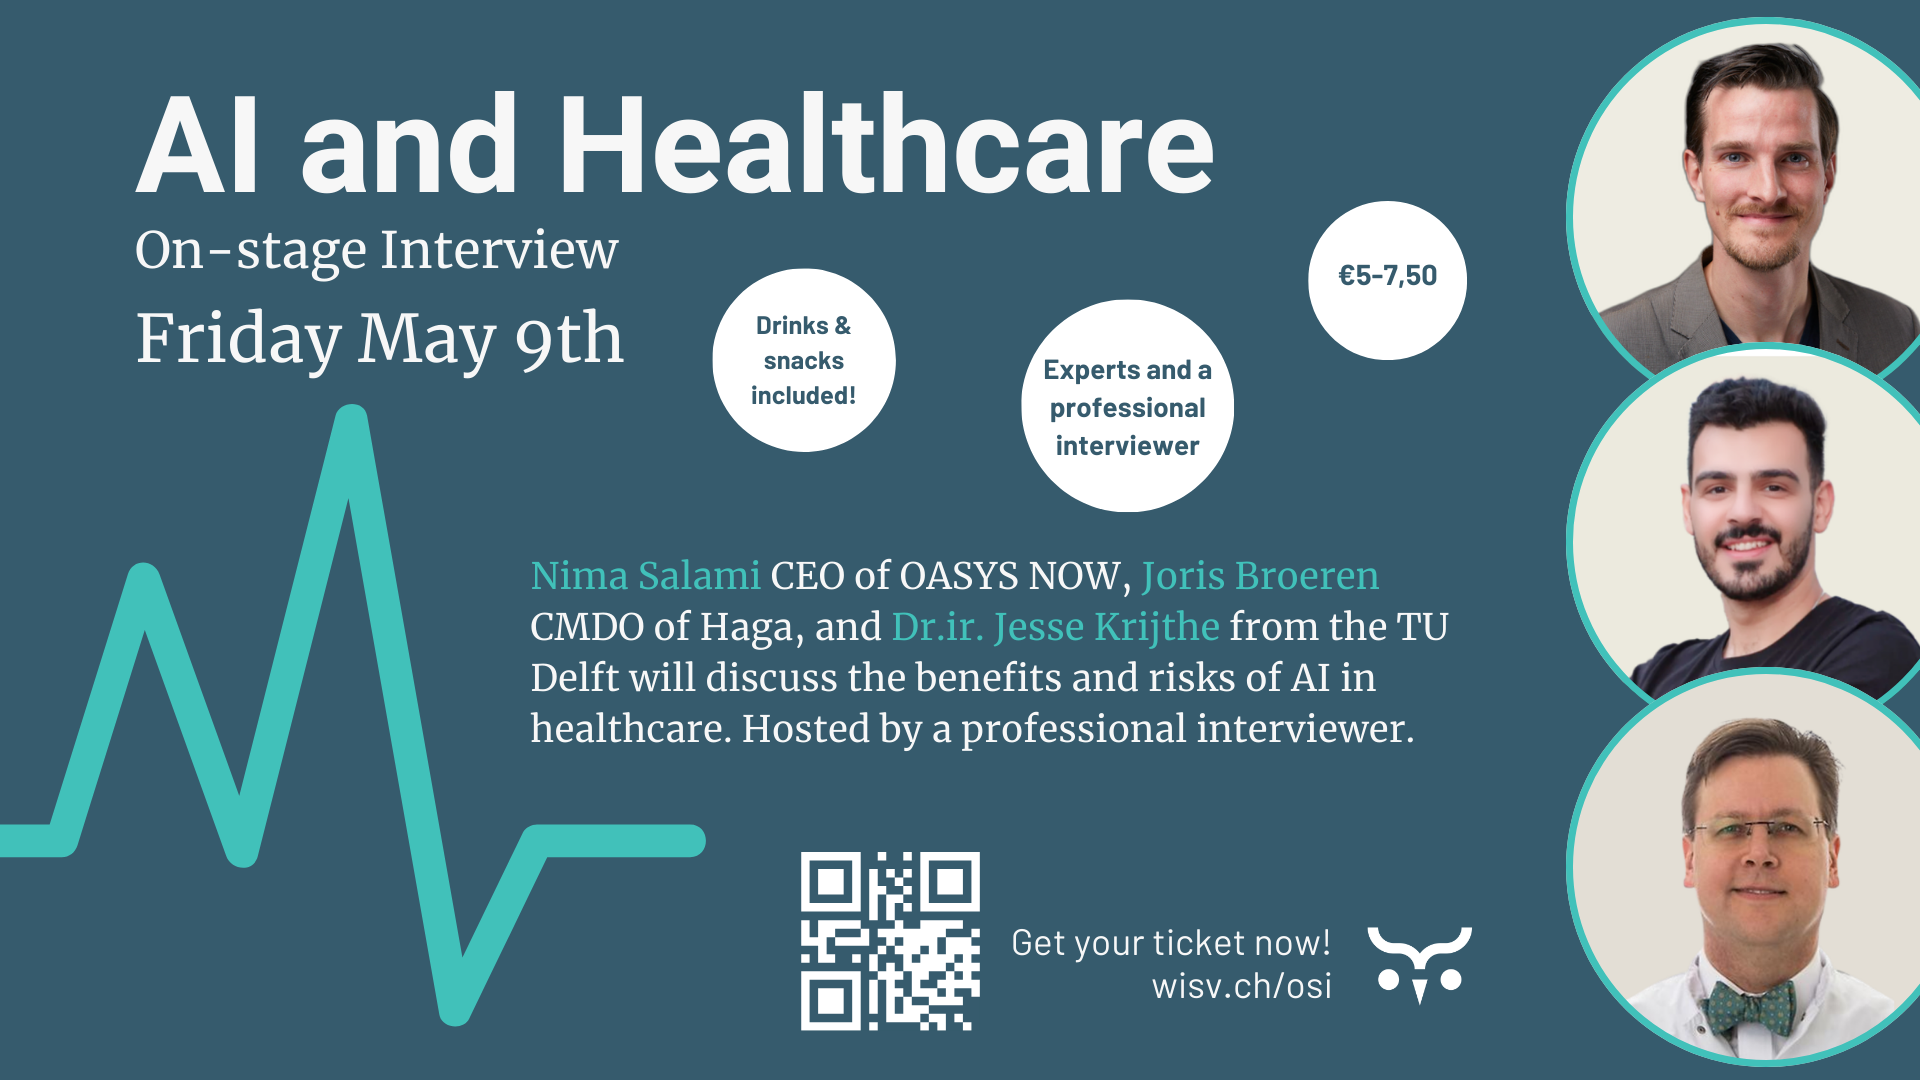 AI and Healthcare
On-stage Interview
Friday May 9th
Drinks &
snacks
included!
Experts and a
professional
interviewer
€5-7,50
Nima Salami CEO of OASYS NOW, Joris Broeren
CMDO of Haga, and Dr.ir. Jesse Krijthe from the TU
Delft will discuss the benefits and risks of AI in
healthcare. Hosted by a professional interviewer.
Get your ticket now!
wisv.ch/osi